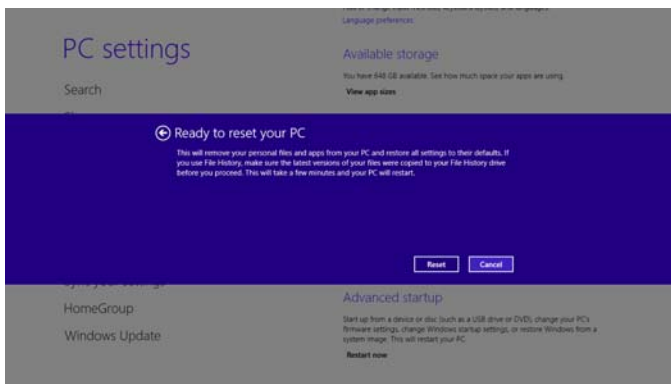 Language preferences
PC settings
Available storage
You have 648 GB available. See how much space your apps are using.
Search
View app sizes
Ready to reset your PC
This will remove your personal files and apps from your PC and restore all settings to their defaults. If
you use File History, make sure the latest versions of your files were copied to your File History drive
before you proceed. This will take a few minutes and your PC will restart.
Reset
Cancel
HomeGroup
Windows Update
Advanced startup
Start up from a device or disc (such as a USB drive or DVD), change your PC's
firmware settings, change Windows startup settings, or restore Windows from a
system image. This will restart your PC.
Restart now